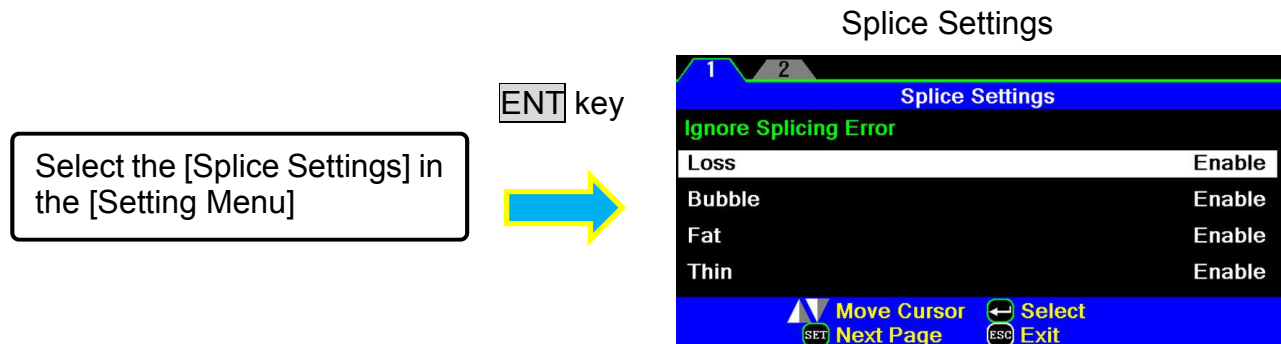 Splice Settings
ENT key
Select the [Splice Settings] in
the [Setting Menu]
1 2
Splice Settings
Ignore Splicing Error
Loss Enable
Bubble Enable
Fat Enable
Thin Enable
Move Cursor Select
SET Next Page ESC Exit